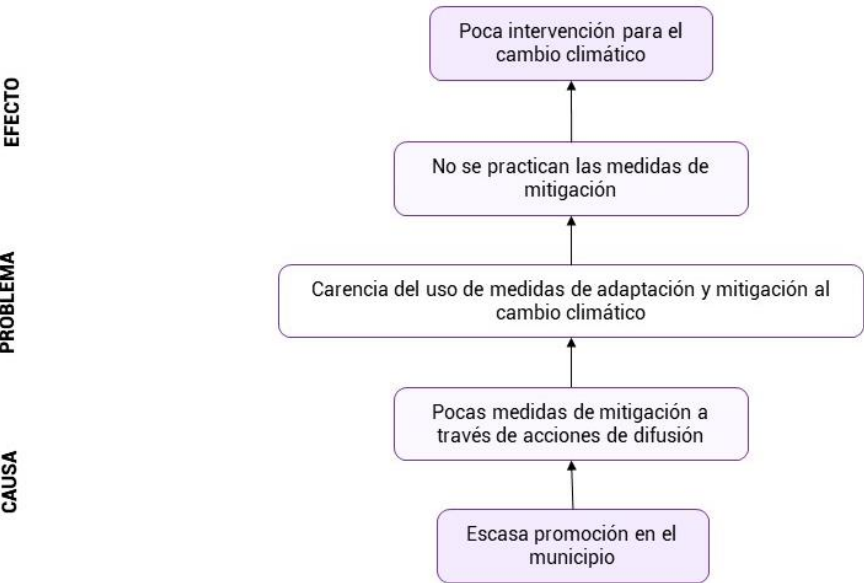 Poca intervención para el
cambio climático
EFECTO
No se practican las medidas de
mitigación
PROBLEMA
Carencia del uso de medidas de adaptación y mitigación al
cambio climático
Pocas medidas de mitigación a
través de acciones de difusión
CAUSA
Escasa promoción en el
municipio